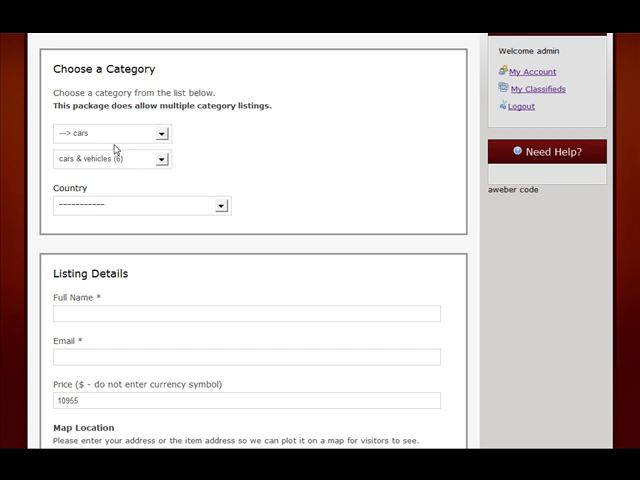 Choose a Category
Choose a category from the list below.
This package does allow multiple category listings.
---> cars
cars & vehicles (6)
Country
-----------
Listing Details
Full Name *
Email *
Price ($ - do not enter currency symbol)
10955
Map Location
Please enter your address or the item address so we can plot it on a map for visitors to see.
Welcome admin
My Account
My Classifieds
Logout
Need Help?
aweber code